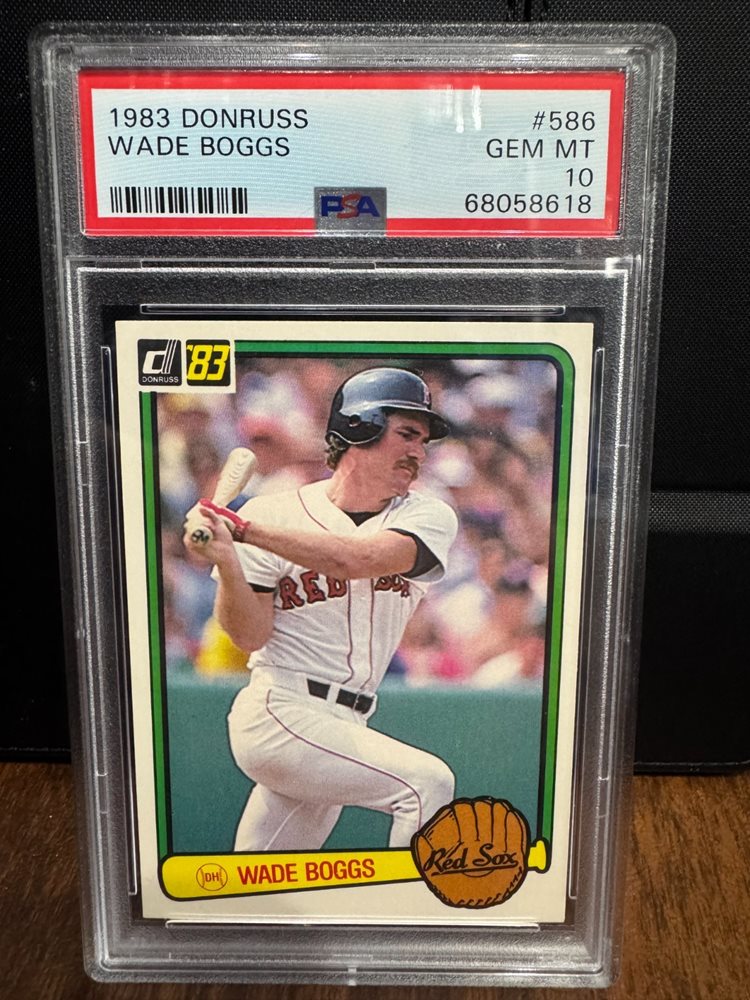 1983 DONRUSS #586
WADE BOGGS GEM MT
10
PSA 68058618
d '83
DONRUSS
B
RED SOX
DH
WADE BOGGS
Red Sox